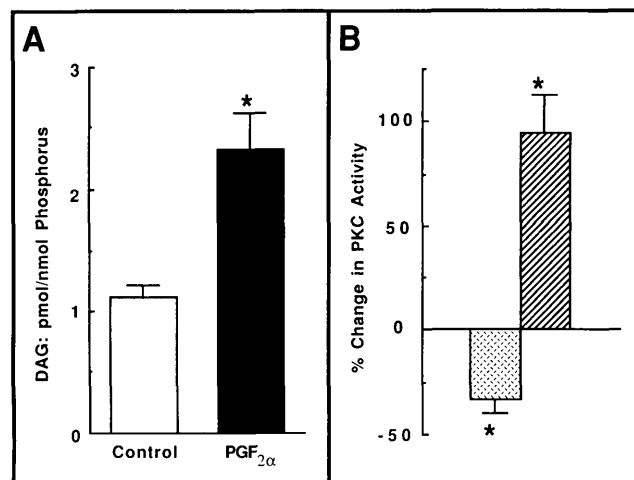 A
DAG: pmol/nmol Phosphorus
3
2
1
0
*
Control
PGF2α
B
% Change in PKC Activity
100
50
0
-50
*
*